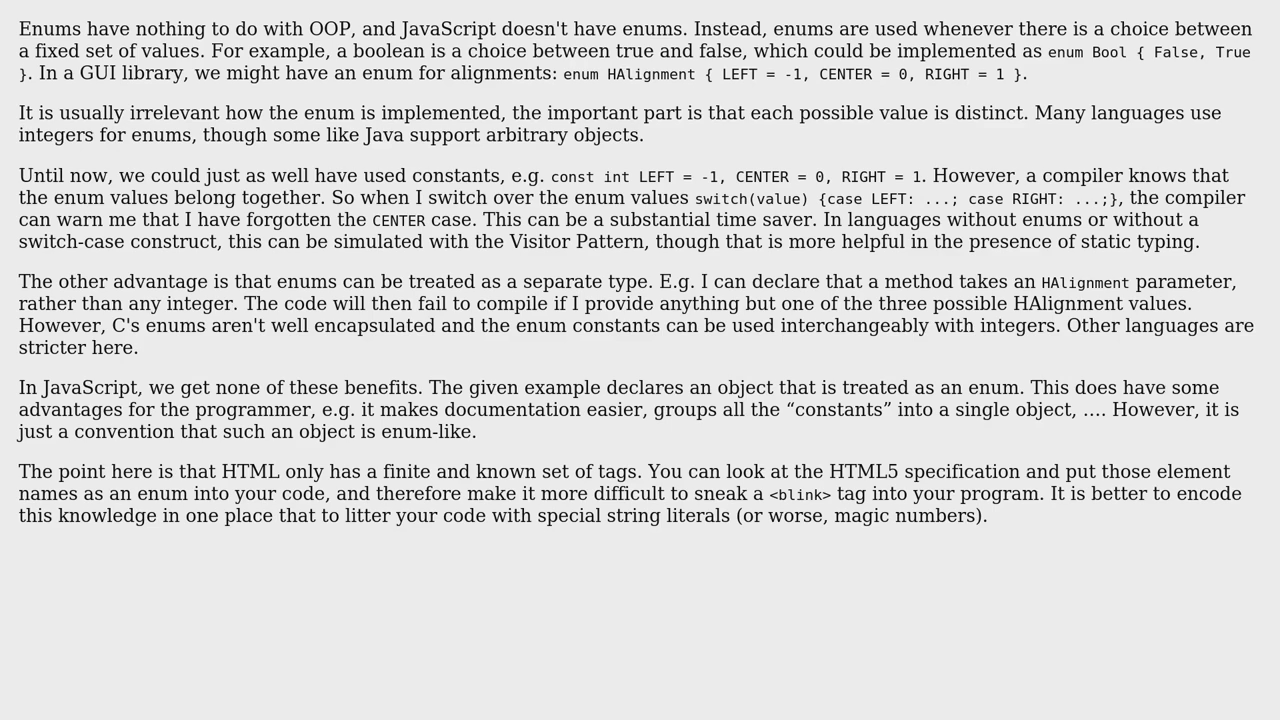 Enums have nothing to do with OOP, and JavaScript doesn't have enums. Instead, enums are used whenever there is a choice between
a fixed set of values. For example, a boolean is a choice between true and false, which could be implemented as enum Bool { False, True
}. In a GUI library, we might have an enum for alignments: enum HAlignment { LEFT = -1, CENTER = 0, RIGHT = 1 }.
It is usually irrelevant how the enum is implemented, the important part is that each possible value is distinct. Many languages use
integers for enums, though some like Java support arbitrary objects.
Until now, we could just as well have used constants, e.g. const int LEFT = -1, CENTER = 0, RIGHT = 1. However, a compiler knows that
the enum values belong together. So when I switch over the enum values switch(value) {case LEFT: ...; case RIGHT: ...;}, the compiler
can warn me that I have forgotten the CENTER case. This can be a substantial time saver. In languages without enums or without a
switch-case construct, this can be simulated with the Visitor Pattern, though that is more helpful in the presence of static typing.
The other advantage is that enums can be treated as a separate type. E.g. I can declare that a method takes an HAlignment parameter,
rather than any integer. The code will then fail to compile if I provide anything but one of the three possible HAlignment values.
However, C's enums aren't well encapsulated and the enum constants can be used interchangeably with integers. Other languages are
stricter here.
In JavaScript, we get none of these benefits. The given example declares an object that is treated as an enum. This does have some
advantages for the programmer, e.g. it makes documentation easier, groups all the “constants” into a single object, …. However, it is
just a convention that such an object is enum-like.
The point here is that HTML only has a finite and known set of tags. You can look at the HTML5 specification and put those element
names as an enum into your code, and therefore make it more difficult to sneak a <blink> tag into your program. It is better to encode
this knowledge in one place that to litter your code with special string literals (or worse, magic numbers).